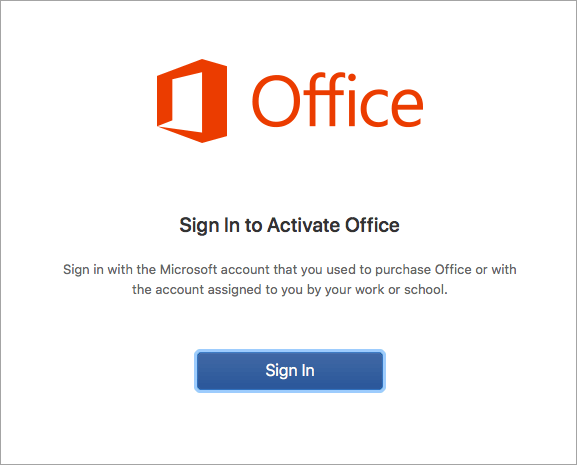 Office
Sign In to Activate Office
Sign in with the Microsoft account that you used to purchase Office or with
the account assigned to you by your work or school.
Sign In